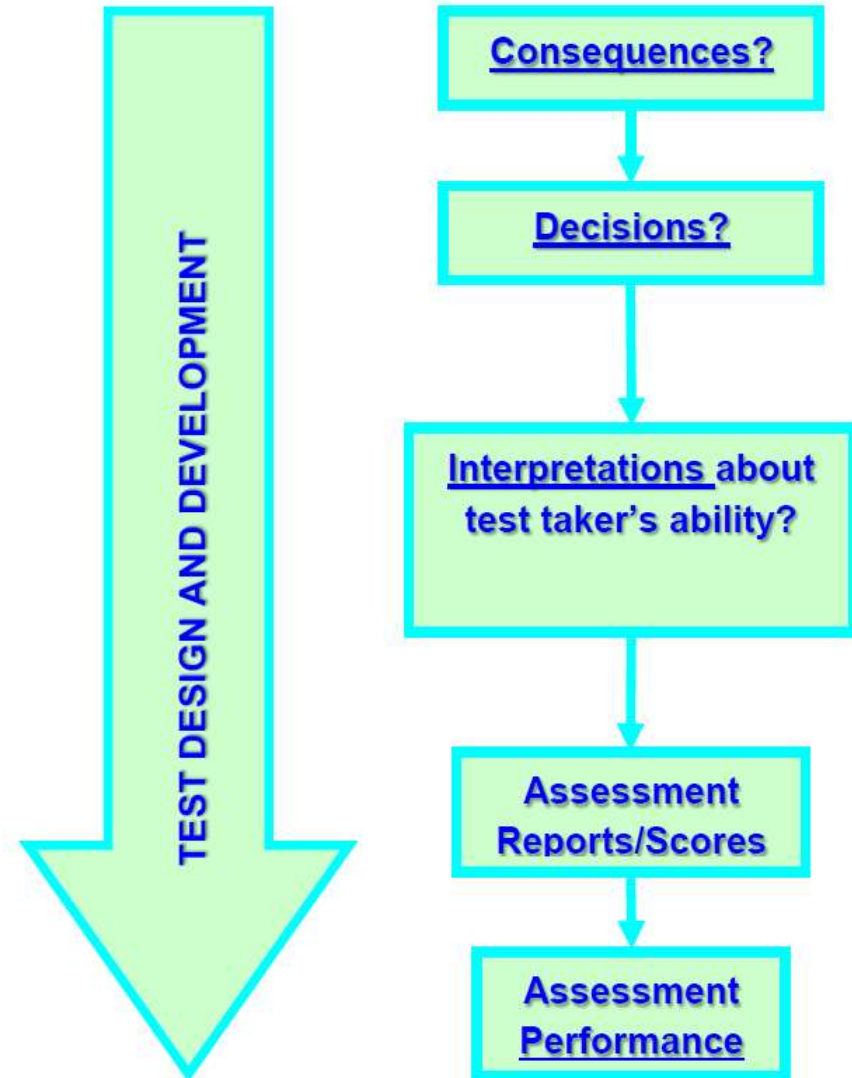 TEST DESIGN AND DEVELOPMENT
Consequences?
Decisions?
Interpretations about
test taker’s ability?
Assessment
Reports/Scores
Assessment
Performance